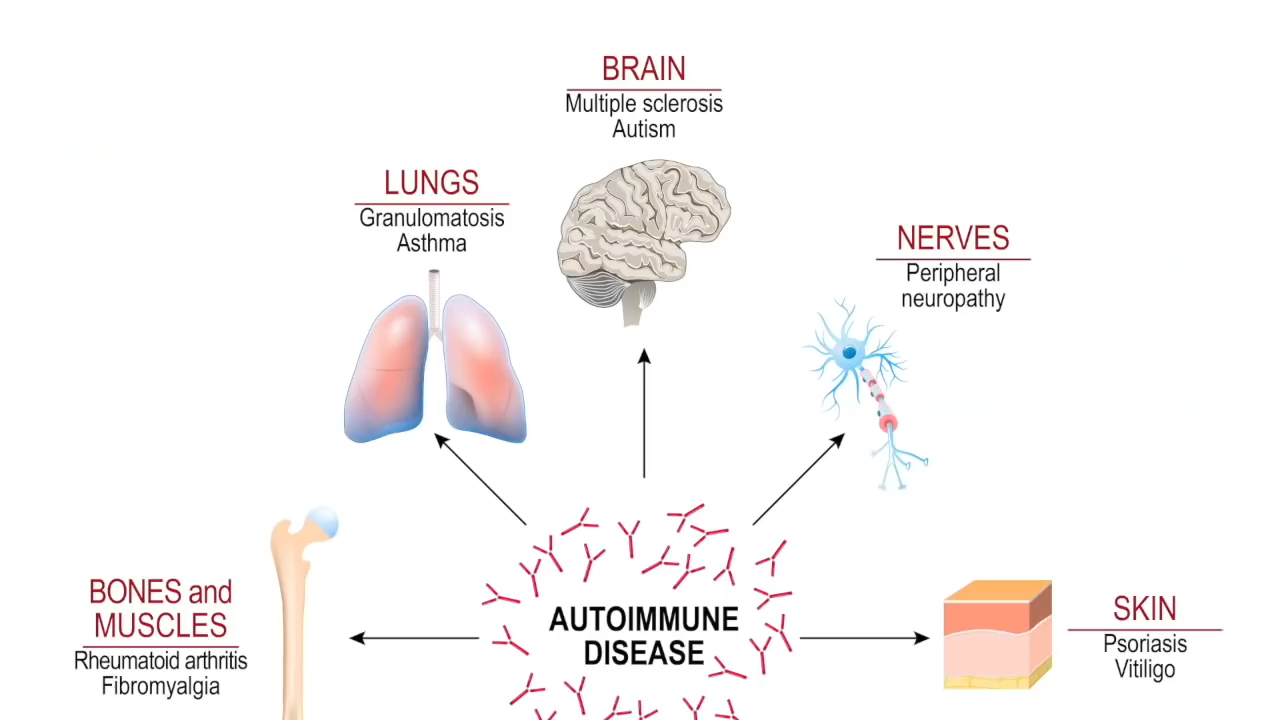 BRAIN
Multiple sclerosis
Autism
LUNGS
Granulomatosis
Asthma
NERVES
Peripheral
neuropathy
BONES and
MUSCLES
Rheumatoid arthritis
Fibromyalgia
AUTOIMMUNE
DISEASE
SKIN
Psoriasis
Vitiligo